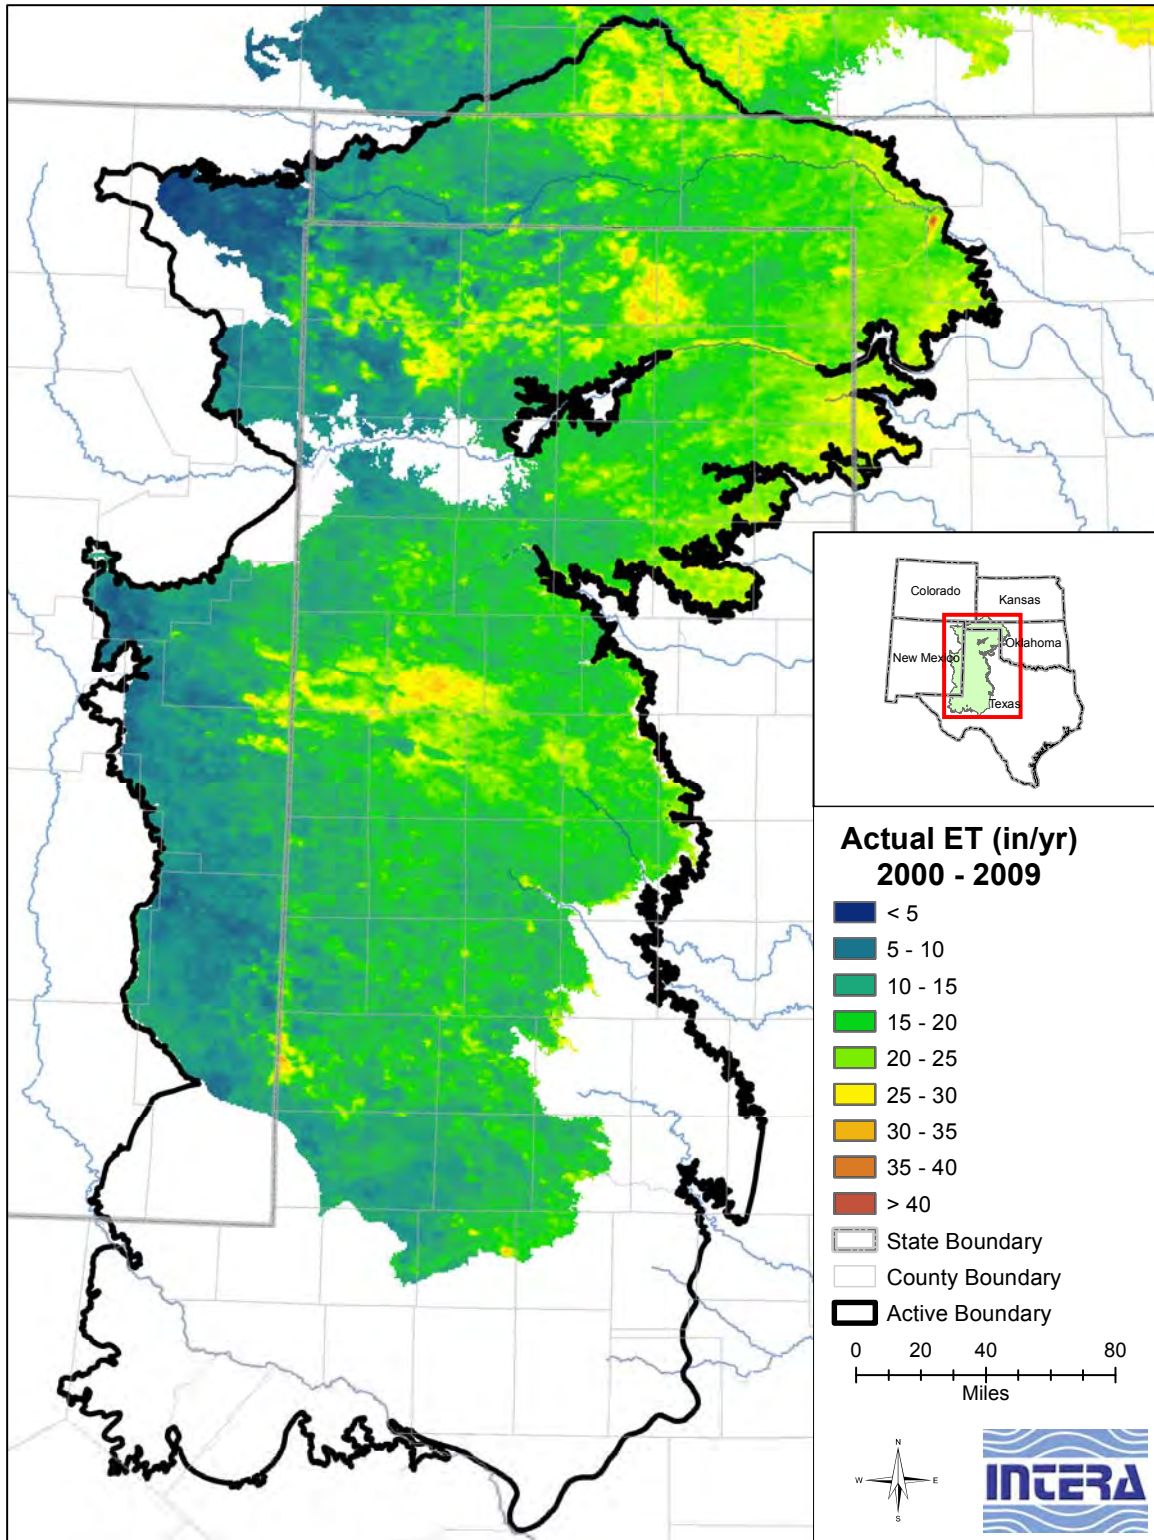 Colorado
Kansas
New Mexico
Oklahoma
Texas
Actual ET (in/yr)
2000 - 2009
< 5
5 - 10
10 - 15
15 - 20
20 - 25
25 - 30
30 - 35
35 - 40
> 40
State Boundary
County Boundary
Active Boundary
0 20 40 80
Miles
N
W E
S
INTERA